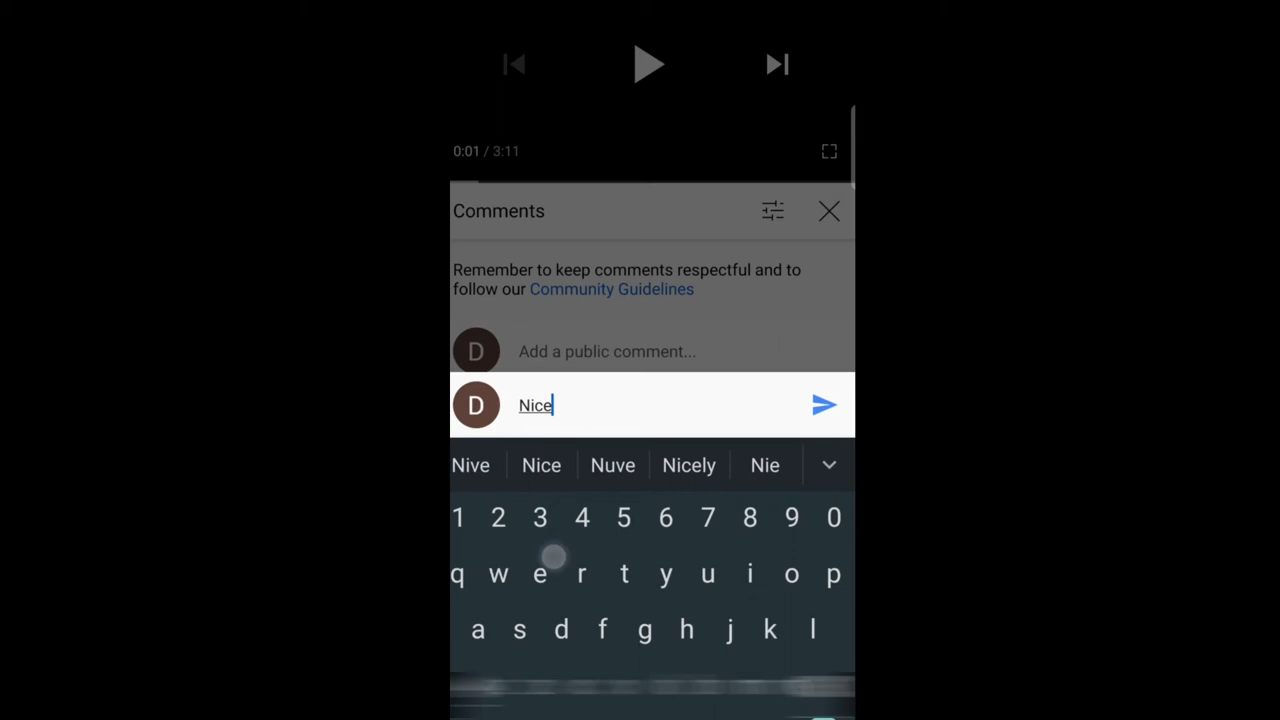 0:01 / 3:11
Comments
Remember to keep comments respectful and to
follow our Community Guidelines
D Add a public comment...
D Nice
Nive Nice Nuve Nicely Nie
1 2 3 4 5 6 7 8 9 0
q w e r t y u i o p
a s d f g h j k l